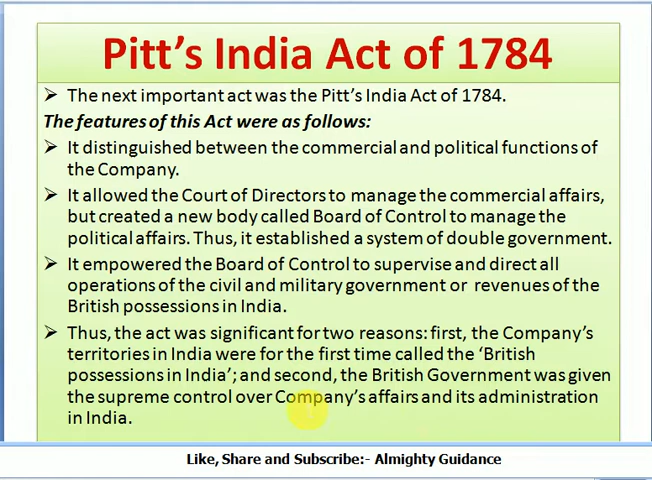 Pitt's India Act of 1784
➢ The next important act was the Pitt's India Act of 1784.
The features of this Act were as follows:
➢ It distinguished between the commercial and political functions of
the Company.
➢ It allowed the Court of Directors to manage the commercial affairs,
but created a new body called Board of Control to manage the
political affairs. Thus, it established a system of double government.
➢ It empowered the Board of Control to supervise and direct all
operations of the civil and military government or revenues of the
British possessions in India.
➢ Thus, the act was significant for two reasons: first, the Company's
territories in India were for the first time called the ‘British
possessions in India’; and second, the British Government was given
the supreme control over Company's affairs and its administration
in India.
Like, Share and Subscribe:- Almighty Guidance